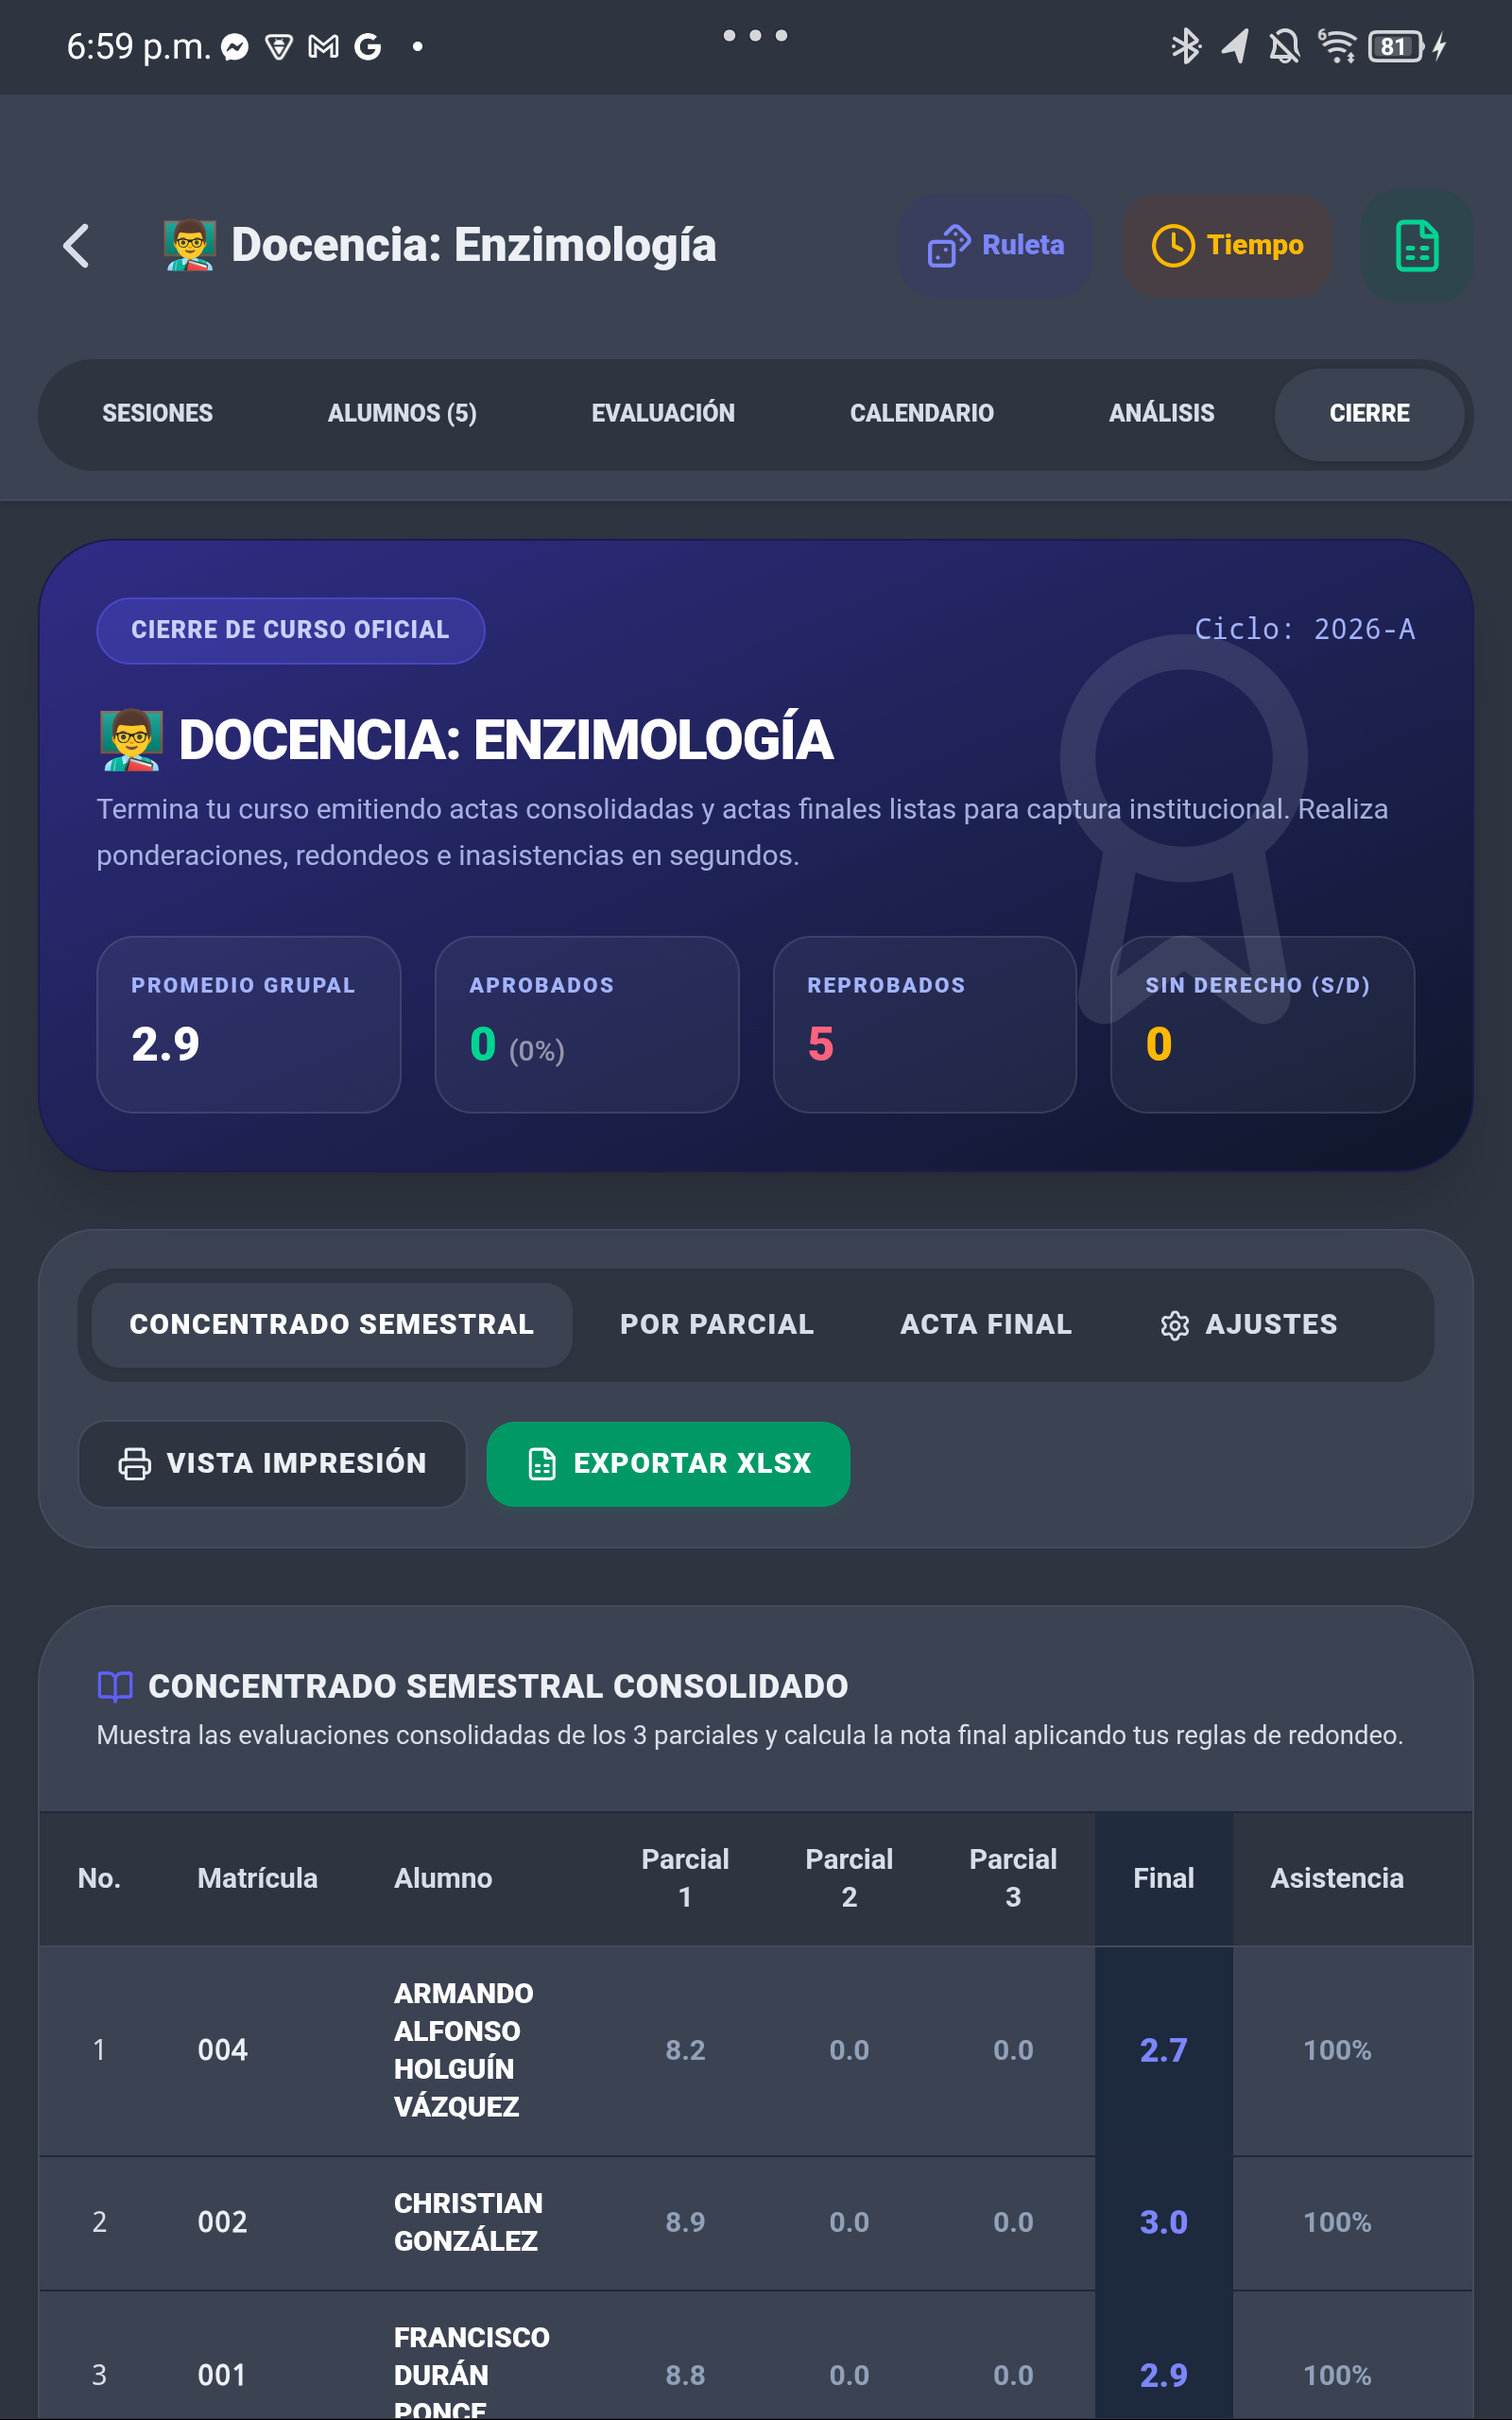 6:59 p.m.
6
81
Docencia: Enzimología
Ruleta
Tiempo
SESIONES
ALUMNOS (5)
EVALUACIÓN
CALENDARIO
ANÁLISIS
CIERRE
CIERRE DE CURSO OFICIAL
Ciclo: 2026-A
DOCENCIA: ENZIMOLOGÍA
Termina tu curso emitiendo actas consolidadas y actas finales listas para captura institucional. Realiza
ponderaciones, redondeos e inasistencias en segundos.
PROMEDIO GRUPAL
2.9
APROBADOS
0 (0%)
REPROBADOS
5
SIN DERECHO (S/D)
0
CONCENTRADO SEMESTRAL
POR PARCIAL
ACTA FINAL
AJUSTES
VISTA IMPRESIÓN
EXPORTAR XLSX
CONCENTRADO SEMESTRAL CONSOLIDADO
Muestra las evaluaciones consolidadas de los 3 parciales y calcula la nota final aplicando tus reglas de redondeo.
No.
Matrícula
Alumno
Parcial
1
Parcial
2
Parcial
3
Final
Asistencia
1
004
ARMANDO
ALFONSO
HOLGUÍN
VÁZQUEZ
8.2
0.0
0.0
2.7
100%
2
002
CHRISTIAN
GONZÁLEZ
8.9
0.0
0.0
3.0
100%
3
001
FRANCISCO
DURÁN
PONCE
8.8
0.0
0.0
2.9
100%